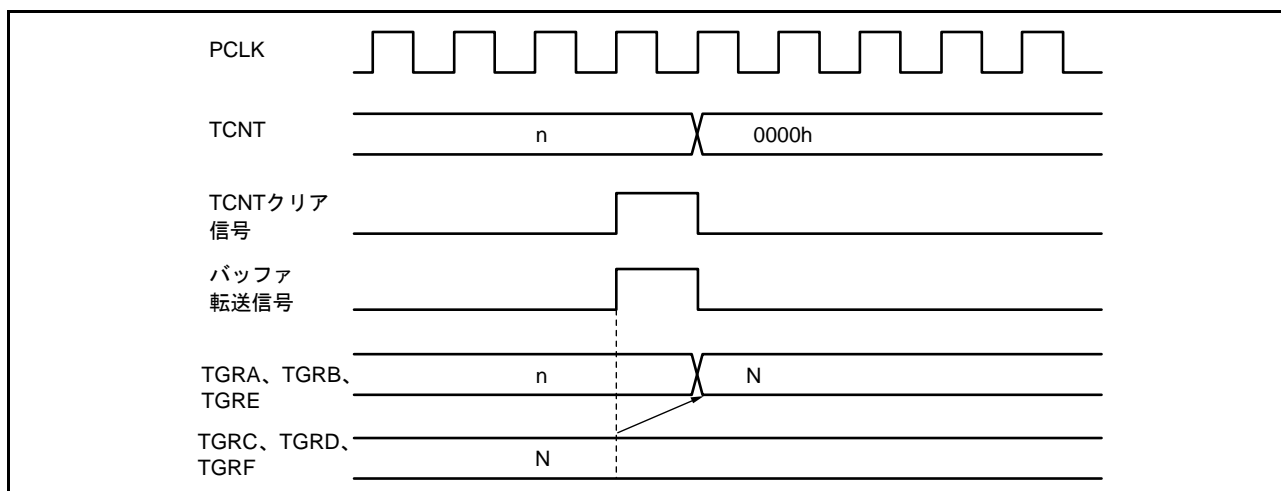 PCLK
TCNT
n
0000h
TCNTクリア
信号
バッファ
転送信号
TGRA、TGRB、
TGRE
n
N
TGRC、TGRD、
TGRF
N